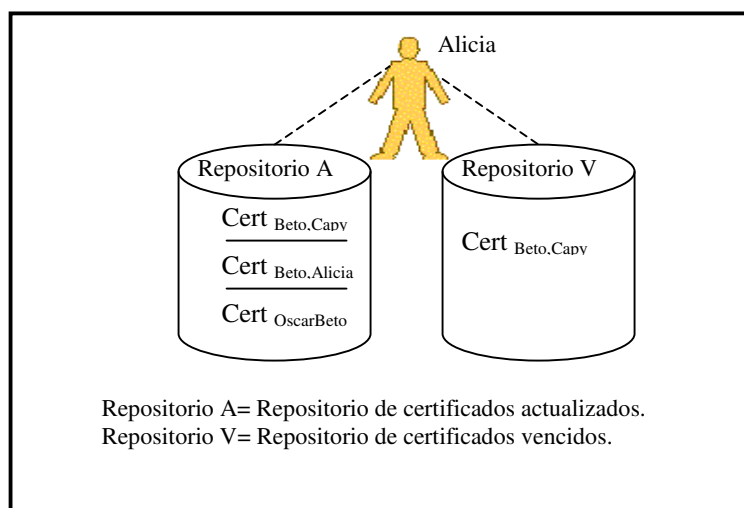 Alicia
Repositorio A
Repositorio V
Cert Beto,Capy
Cert Beto,Alicia
Cert OscarBeto
Cert Beto,Capy
Repositorio A= Repositorio de certificados actualizados.
Repositorio V= Repositorio de certificados vencidos.